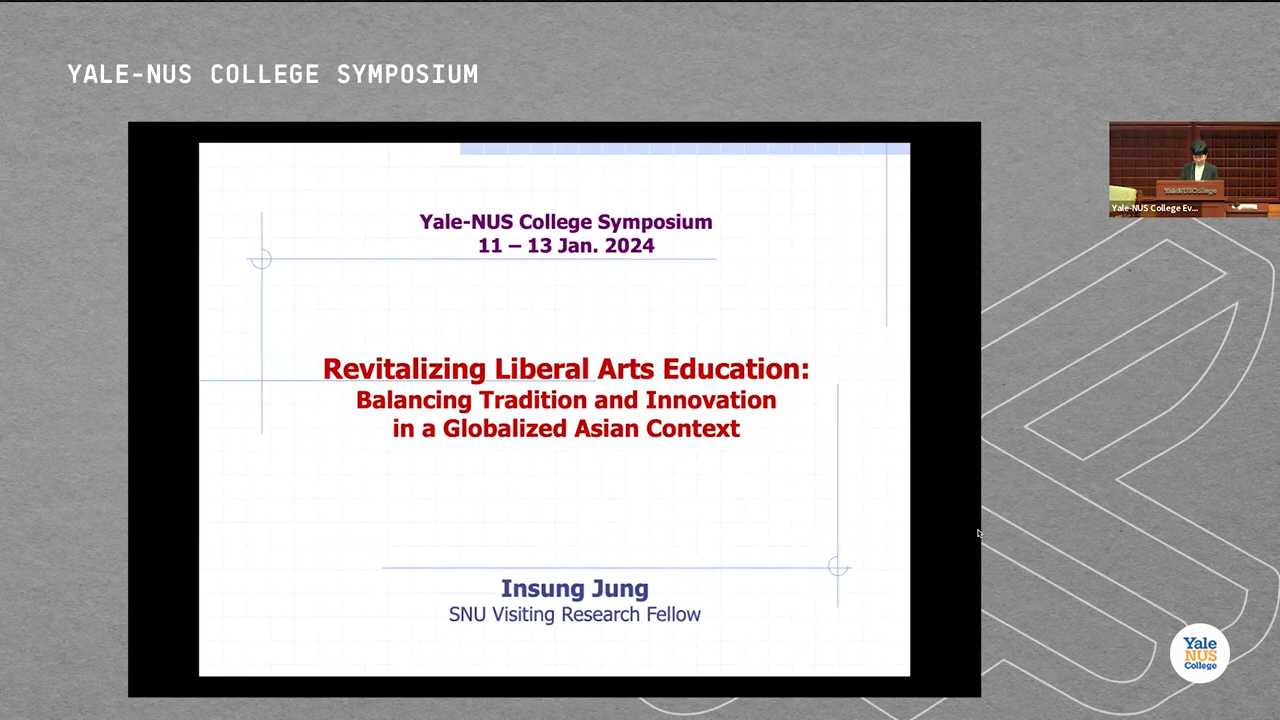 YALE-NUS COLLEGE SYMPOSIUM
Yale-NUS College Symposium
11 – 13 Jan. 2024
Revitalizing Liberal Arts Education:
Balancing Tradition and Innovation
in a Globalized Asian Context
Insung Jung
SNU Visiting Research Fellow
YaleNUSCollege
Yale-NUS College Ev...
Yale
NUS
College